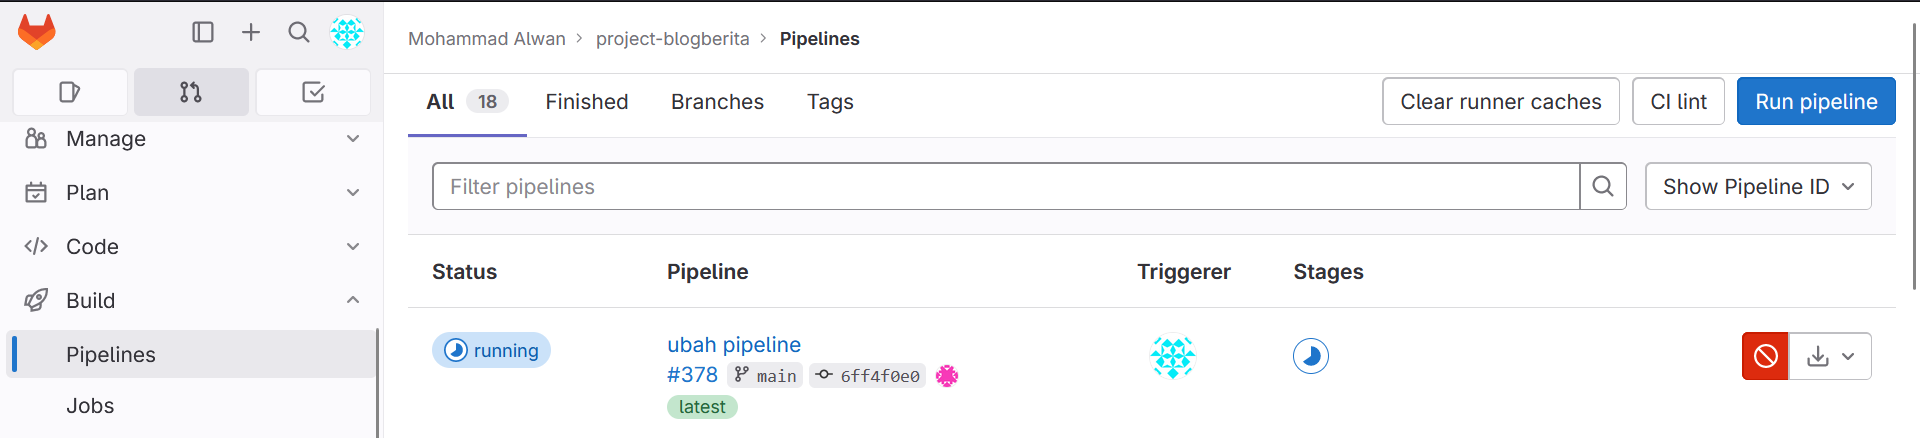 Mohammad Alwan > project-blogberita > Pipelines
Manage
Plan
Code
Build
Pipelines
Jobs
All 18 Finished Branches Tags
Clear runner caches CI lint Run pipeline
Filter pipelines Show Pipeline ID
Status Pipeline Triggerer Stages
running
ubah pipeline
#378 main 6ff4f0e0
latest